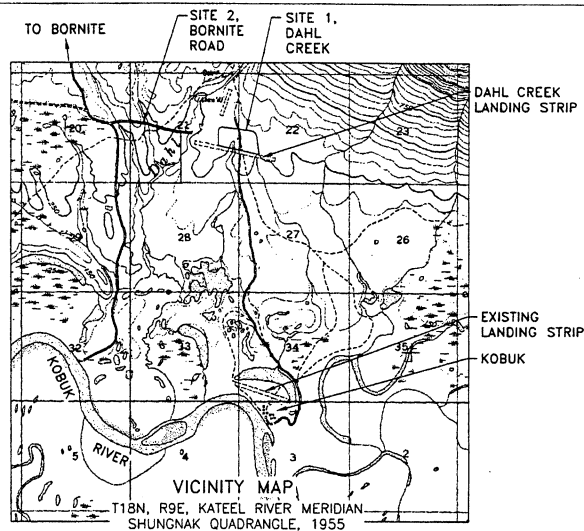 TO BORNITE
SITE 2,
BORNITE
ROAD
SITE 1,
DAHL
CREEK
DAHL CREEK
LANDING STRIP
20
22
23
Dahl
29
28
27
26
EXISTING
LANDING STRIP
32
34
35
KOBUK
KOBUK
RIVER
5
4
3
2
VICINITY MAP
T18N, R9E, KATEEL RIVER MERIDIAN
SHUNGNAK QUADRANGLE, 1955